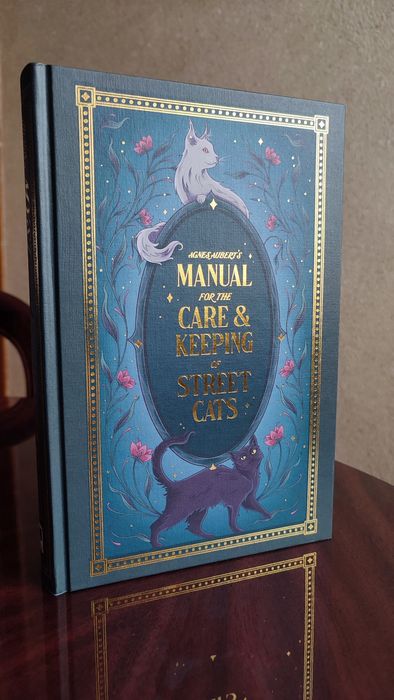 AGNES AUBERT'S
MANUAL
FOR THE
CARE &
KEEPING
OF
STREET
CATS